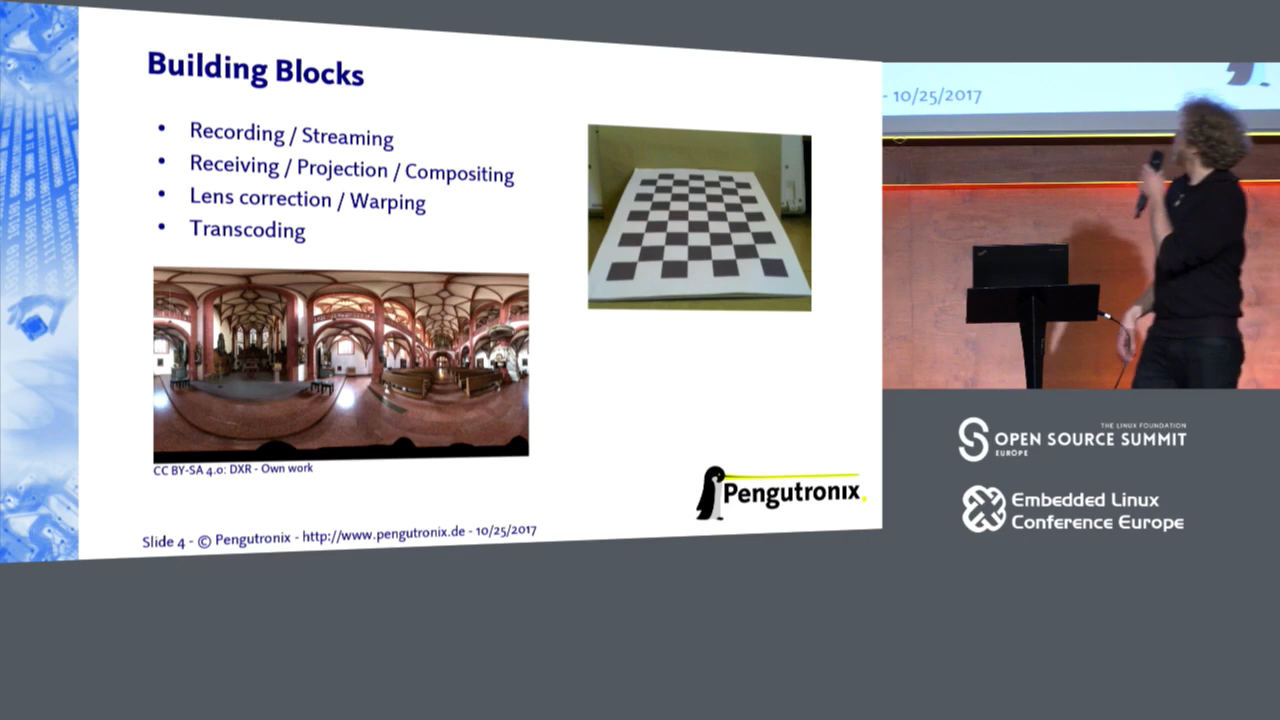 Building Blocks
• Recording / Streaming
• Receiving / Projection / Compositing
• Lens correction / Warping
• Transcoding
CC BY-SA 4.0: DXR - Own work
Pengutronix
Slide 4 - © Pengutronix - http://www.pengutronix.de - 10/25/2017
- 10/25/2017
THE LINUX FOUNDATION
OPEN SOURCE SUMMIT
EUROPE
Embedded Linux
Conference Europe